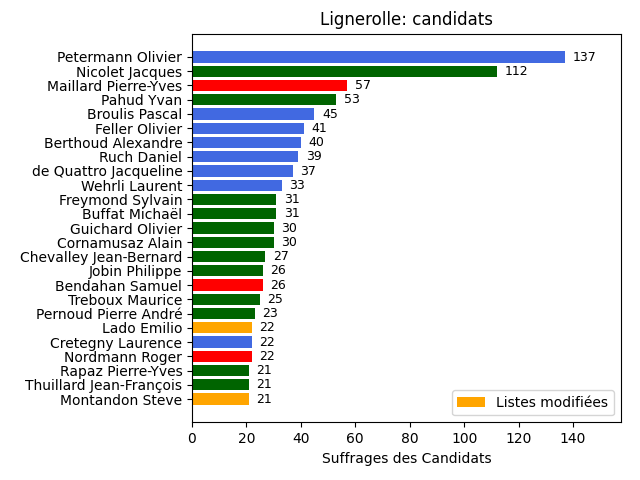 Lignerolle: candidats
Petermann Olivier 137
Nicolet Jacques 112
Maillard Pierre-Yves 57
Pahud Yvan 53
Broulis Pascal 45
Feller Olivier 41
Berthoud Alexandre 40
Ruch Daniel 39
de Quattro Jacqueline 37
Wehrli Laurent 33
Freymond Sylvain 31
Buffat Michaël 31
Guichard Olivier 30
Cornamusaz Alain 30
Chevalley Jean-Bernard 27
Jobin Philippe 26
Bendahan Samuel 26
Treboux Maurice 25
Pernoud Pierre André 23
Lado Emilio 22
Cretegny Laurence 22
Nordmann Roger 22
Rapaz Pierre-Yves 21
Thuillard Jean-François 21
Montandon Steve 21
Listes modifiées
0 20 40 60 80 100 120 140
Suffrages des Candidats